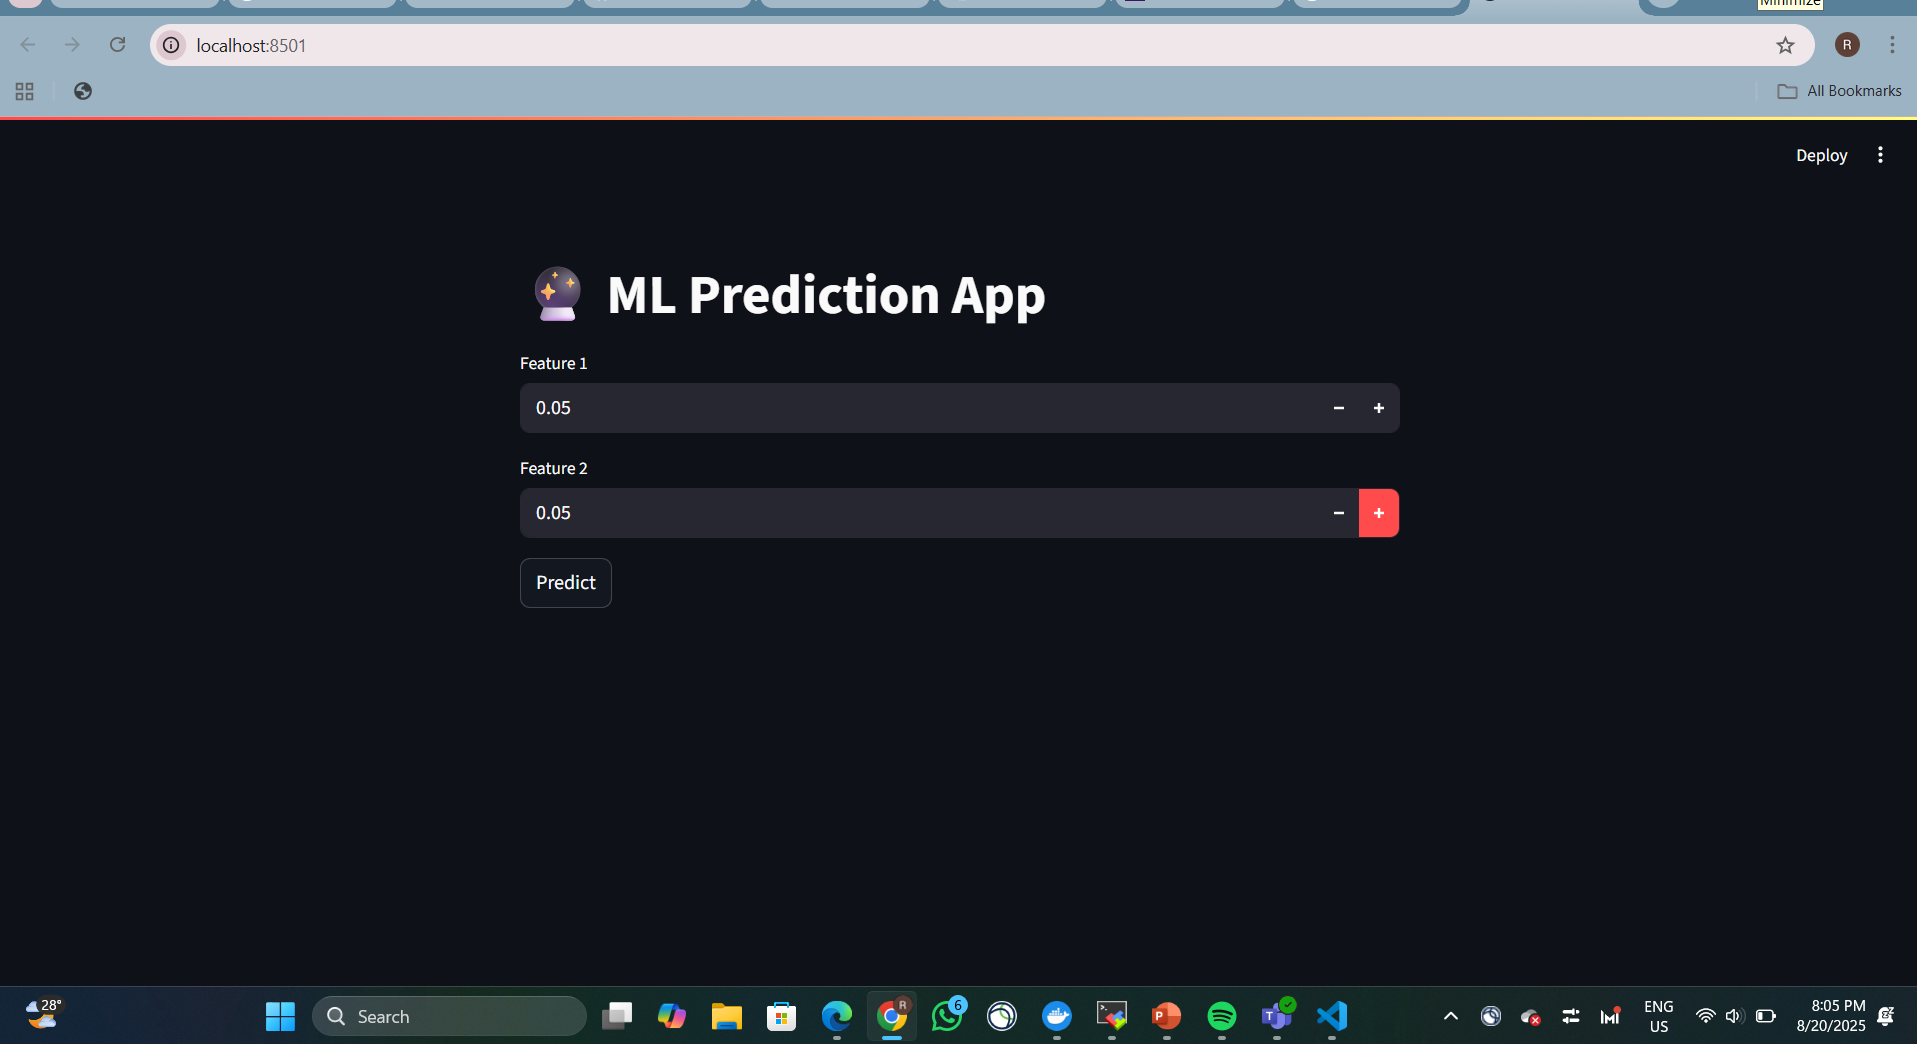 Minimize
localhost:8501
R
All Bookmarks
Deploy
ML Prediction App
Feature 1
0.05
Feature 2
0.05
Predict
28°
Search
R
6
P
T
ENG
US
8:05 PM
8/20/2025